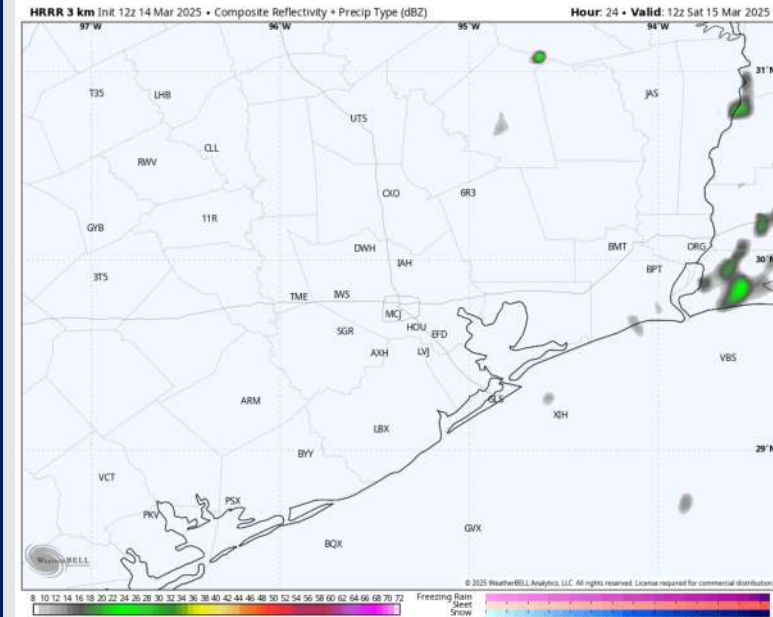 HRRR 3 km Init 12z 14 Mar 2025 • Composite Reflectivity + Precip Type (dBZ) Hour: 24 • Valid: 12z Sat 15 Mar 2025
97°W 96°W 95°W 94°W
31°N
T35 LHB JAS
UTS
CLL
RWV
CXO 6R3
11R
GYB
DWH BMT ORG
IAH 30°N
3T5 BPT
TME IWS
MCJ
SGR HOU EFD
AXH LVJ VBS
ARM GLS
XIH
LBX
BYY 29°N
VCT
PSX
PKV
BQX GVX
WeatherBELL
© 2025 WeatherBELL Analytics, LLC. All rights reserved. License required for commercial distribution
8 10 12 14 16 18 20 22 24 26 28 30 32 34 36 38 40 42 44 46 48 50 52 54 56 58 60 62 64 66 68 70 72
Freezing Rain
Sleet
Snow